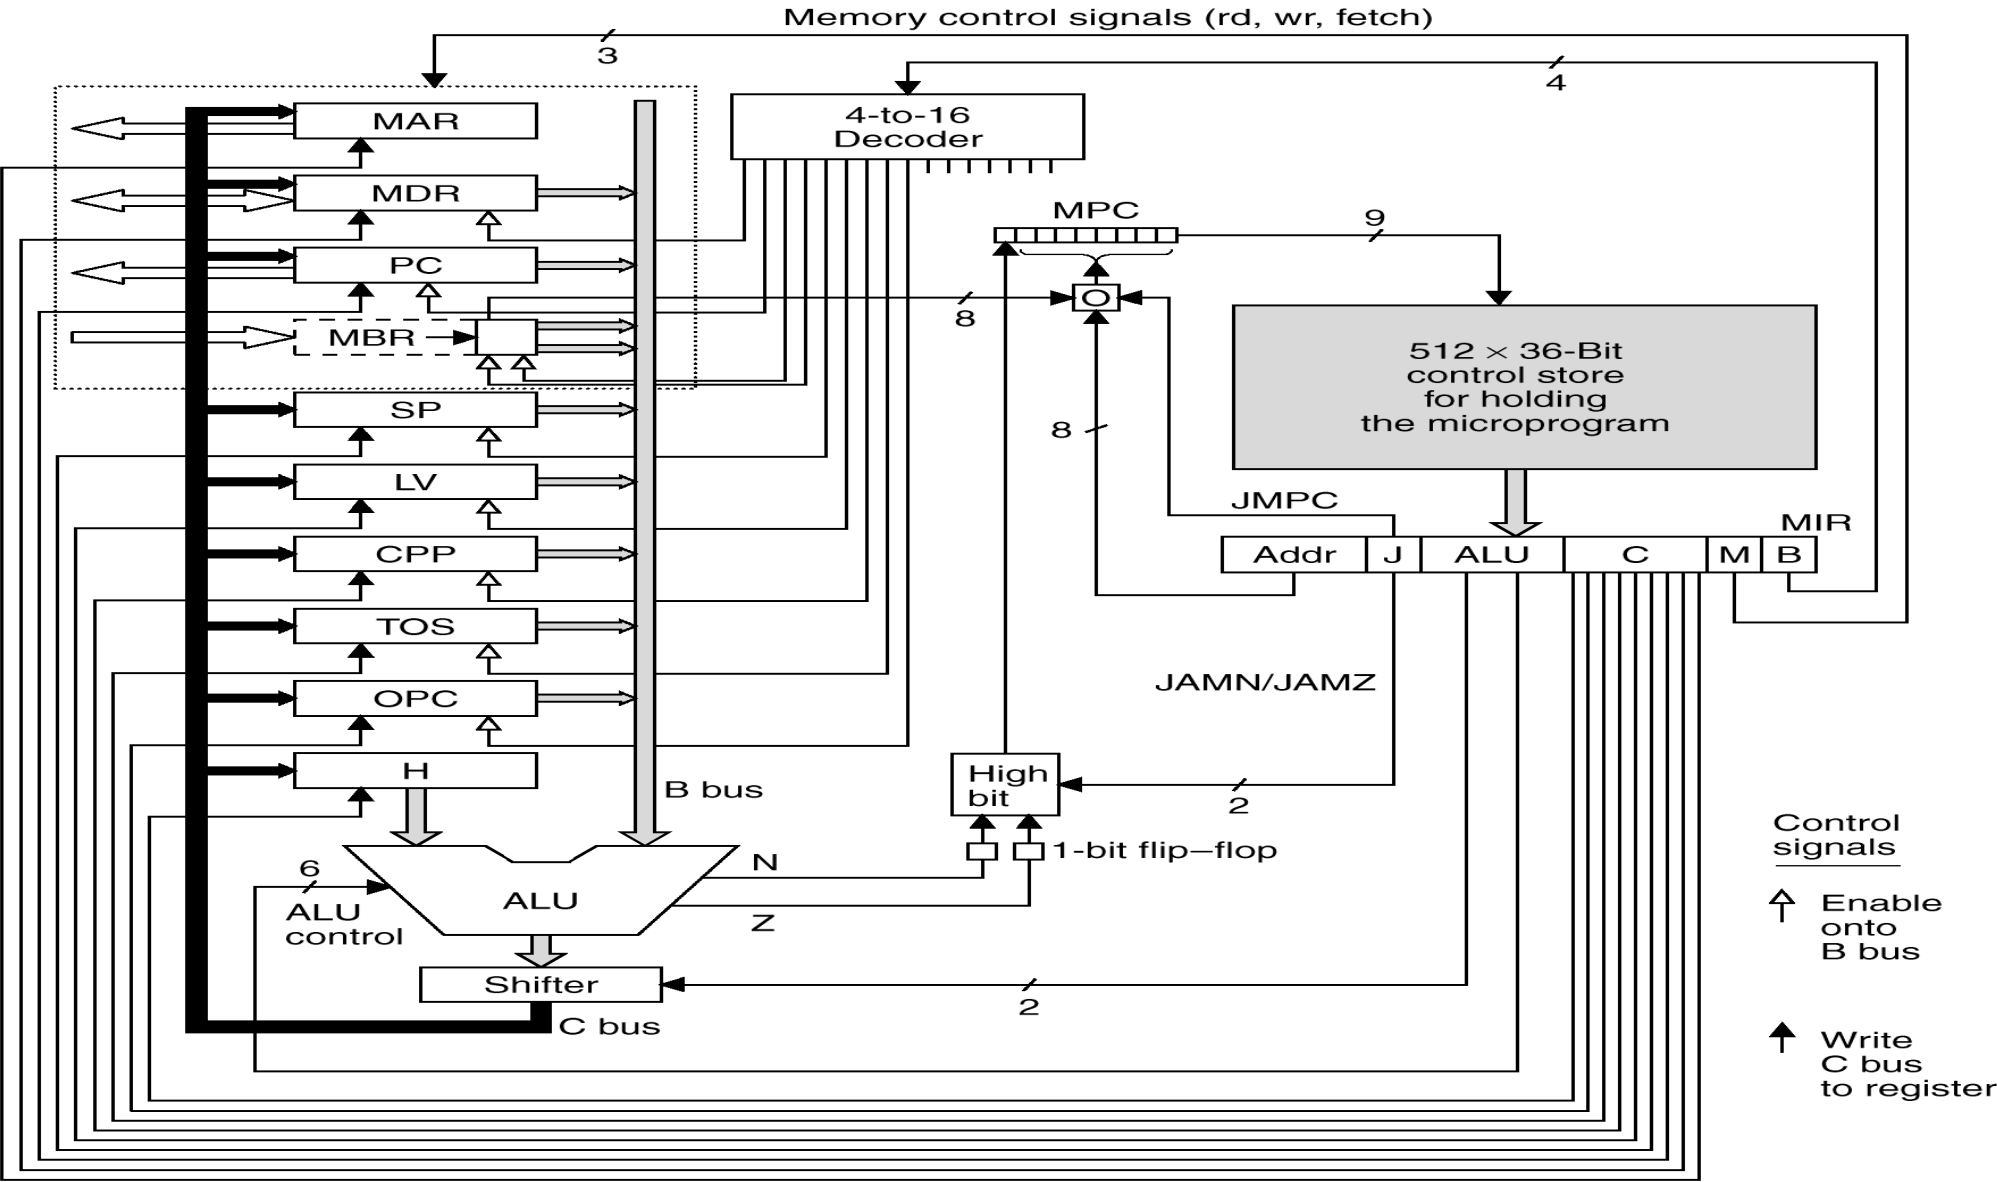 Memory control signals (rd, wr, fetch)
3
4
MAR
4-to-16
Decoder
MDR
MPC
9
PC
O
8
MBR
512 × 36-Bit
control store
for holding
the microprogram
SP
8
LV
JMPC
MIR
CPP
Addr
J
ALU
C
M
B
TOS
JAMN/JAMZ
OPC
H
B bus
High
bit
2
Control
signals
1-bit flip–flop
N
6
ALU
control
ALU
Z
Enable
onto
B bus
Shifter
2
C bus
Write
C bus
to register